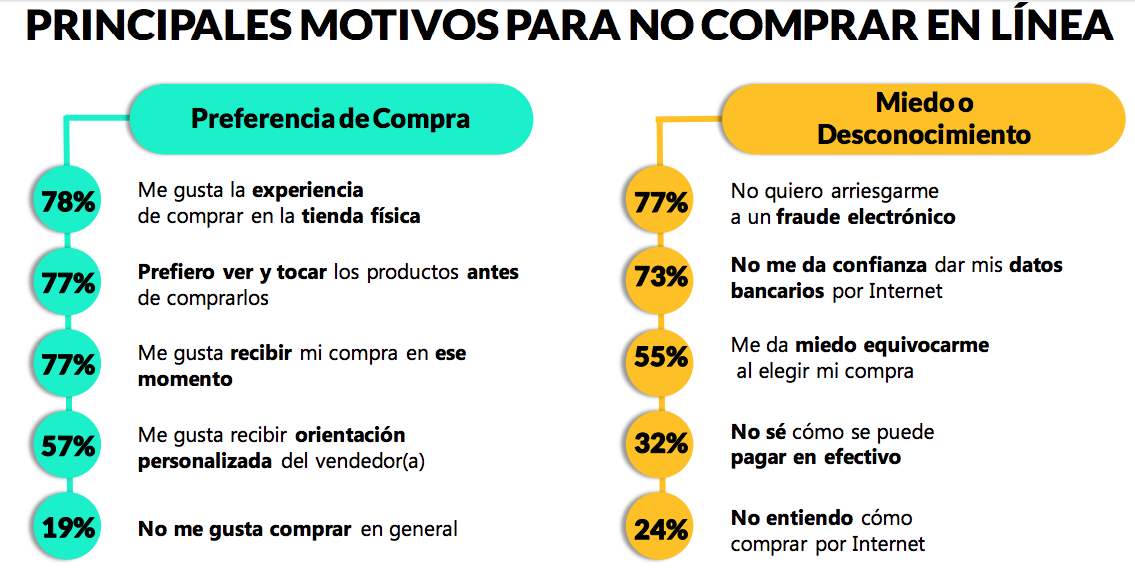 PRINCIPALES MOTIVOS PARA NO COMPRAR EN LÍNEA
Preferencia de Compra
78%
Me gusta la experiencia
de comprar en la tienda física
77%
Prefiero ver y tocar los productos antes
de comprarlos
77%
Me gusta recibir mi compra en ese
momento
57%
Me gusta recibir orientación
personalizada del vendedor(a)
19%
No me gusta comprar en general
Miedo o
Desconocimiento
77%
No quiero arriesgarme
a un fraude electrónico
73%
No me da confianza dar mis datos
bancarios por Internet
55%
Me da miedo equivocarme
al elegir mi compra
32%
No sé cómo se puede
pagar en efectivo
24%
No entiendo cómo
comprar por Internet